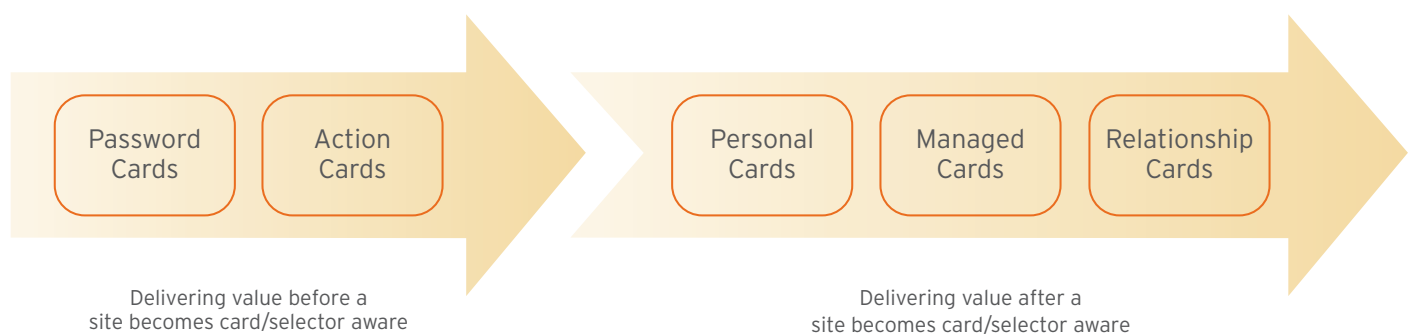 Password
Cards
Action
Cards
Personal
Cards
Managed
Cards
Relationship
Cards
Delivering value before a
site becomes card/selector aware
Delivering value after a
site becomes card/selector aware